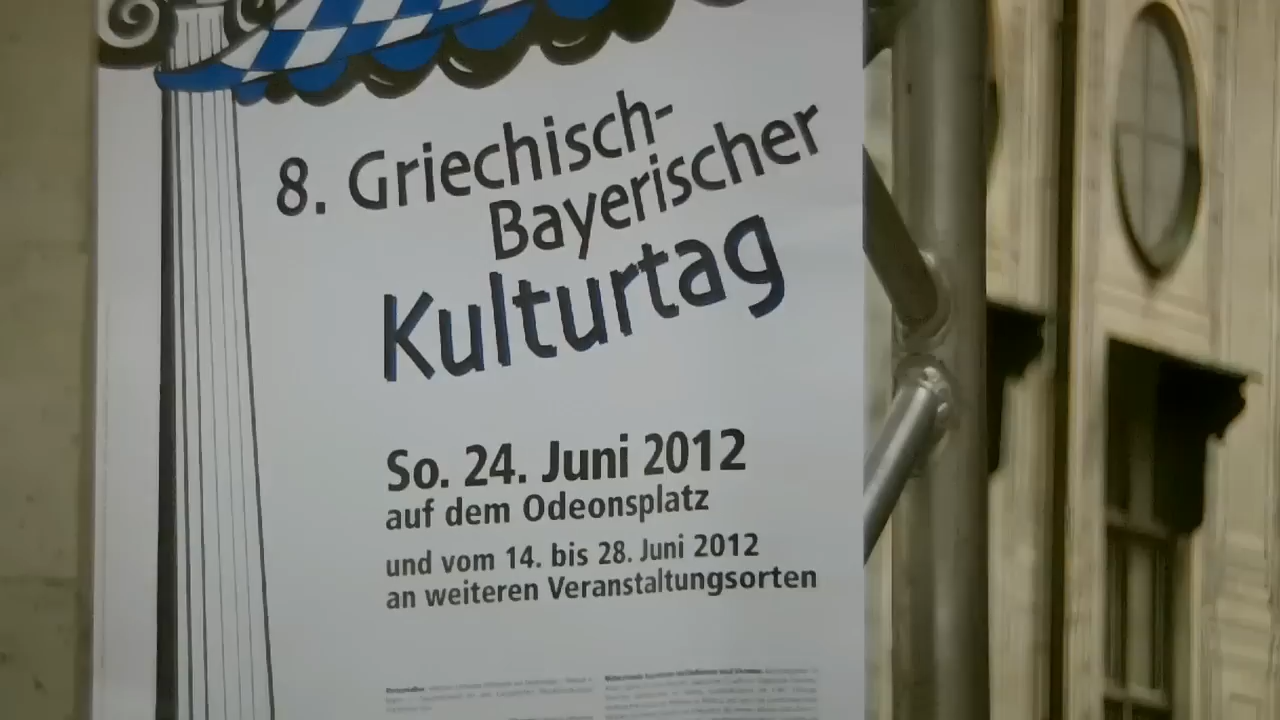 8. Griechisch-
Bayerischer
Kulturtag
So. 24. Juni 2012
auf dem Odeonsplatz
und vom 14. bis 28. Juni 2012
an weiteren Veranstaltungsorten